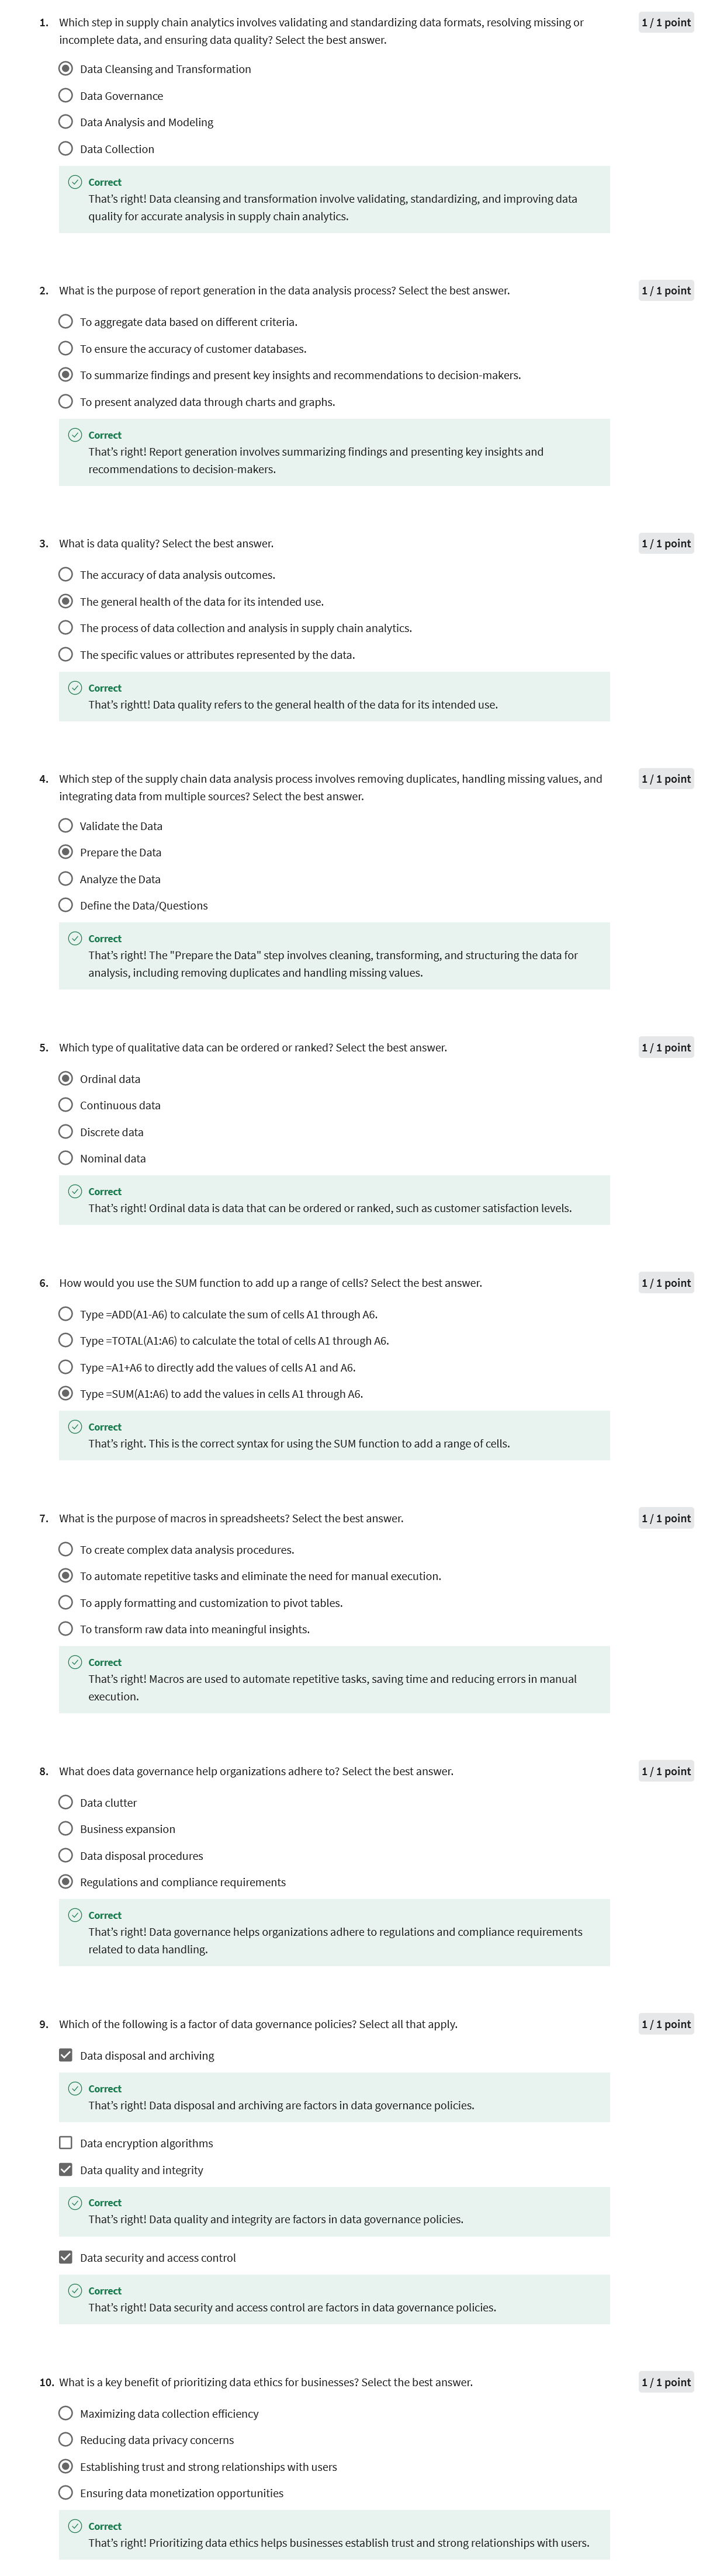 1. Which step in supply chain analytics involves validating and standardizing data formats, resolving missing or
incomplete data, and ensuring data quality? Select the best answer.
1 / 1 point
Data Cleansing and Transformation
Data Governance
Data Analysis and Modeling
Data Collection
Correct
That's right! Data cleansing and transformation involve validating, standardizing, and improving data
quality for accurate analysis in supply chain analytics.
2. What is the purpose of report generation in the data analysis process? Select the best answer.
1 / 1 point
To aggregate data based on different criteria.
To ensure the accuracy of customer databases.
To summarize findings and present key insights and recommendations to decision-makers.
To present analyzed data through charts and graphs.
Correct
That's right! Report generation involves summarizing findings and presenting key insights and
recommendations to decision-makers.
3. What is data quality? Select the best answer.
1 / 1 point
The accuracy of data analysis outcomes.
The general health of the data for its intended use.
The process of data collection and analysis in supply chain analytics.
The specific values or attributes represented by the data.
Correct
That's rightt! Data quality refers to the general health of the data for its intended use.
4. Which step of the supply chain data analysis process involves removing duplicates, handling missing values, and
integrating data from multiple sources? Select the best answer.
1 / 1 point
Validate the Data
Prepare the Data
Analyze the Data
Define the Data/Questions
Correct
That's right! The "Prepare the Data" step involves cleaning, transforming, and structuring the data for
analysis, including removing duplicates and handling missing values.
5. Which type of qualitative data can be ordered or ranked? Select the best answer.
1 / 1 point
Ordinal data
Continuous data
Discrete data
Nominal data
Correct
That's right! Ordinal data is data that can be ordered or ranked, such as customer satisfaction levels.
6. How would you use the SUM function to add up a range of cells? Select the best answer.
1 / 1 point
Type =ADD(A1-A6) to calculate the sum of cells A1 through A6.
Type =TOTAL(A1:A6) to calculate the total of cells A1 through A6.
Type =A1+A6 to directly add the values of cells A1 and A6.
Type =SUM(A1:A6) to add the values in cells A1 through A6.
Correct
That's right. This is the correct syntax for using the SUM function to add a range of cells.
7. What is the purpose of macros in spreadsheets? Select the best answer.
1 / 1 point
To create complex data analysis procedures.
To automate repetitive tasks and eliminate the need for manual execution.
To apply formatting and customization to pivot tables.
To transform raw data into meaningful insights.
Correct
That's right! Macros are used to automate repetitive tasks, saving time and reducing errors in manual
execution.
8. What does data governance help organizations adhere to? Select the best answer.
1 / 1 point
Data clutter
Business expansion
Data disposal procedures
Regulations and compliance requirements
Correct
That's right! Data governance helps organizations adhere to regulations and compliance requirements
related to data handling.
9. Which of the following is a factor of data governance policies? Select all that apply.
1 / 1 point
Data disposal and archiving
Correct
That's right! Data disposal and archiving are factors in data governance policies.
Data encryption algorithms
Data quality and integrity
Correct
That's right! Data quality and integrity are factors in data governance policies.
Data security and access control
Correct
That's right! Data security and access control are factors in data governance policies.
10. What is a key benefit of prioritizing data ethics for businesses? Select the best answer.
1 / 1 point
Maximizing data collection efficiency
Reducing data privacy concerns
Establishing trust and strong relationships with users
Ensuring data monetization opportunities
Correct
That's right! Prioritizing data ethics helps businesses establish trust and strong relationships with users.